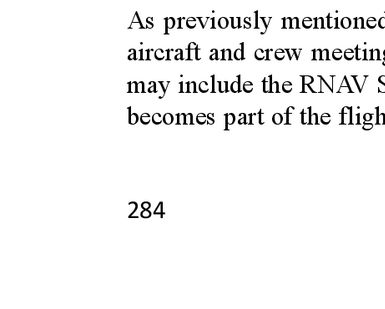 As previously mentioned
aircraft and crew meeting
may include the RNAV S
becomes part of the fligh
284